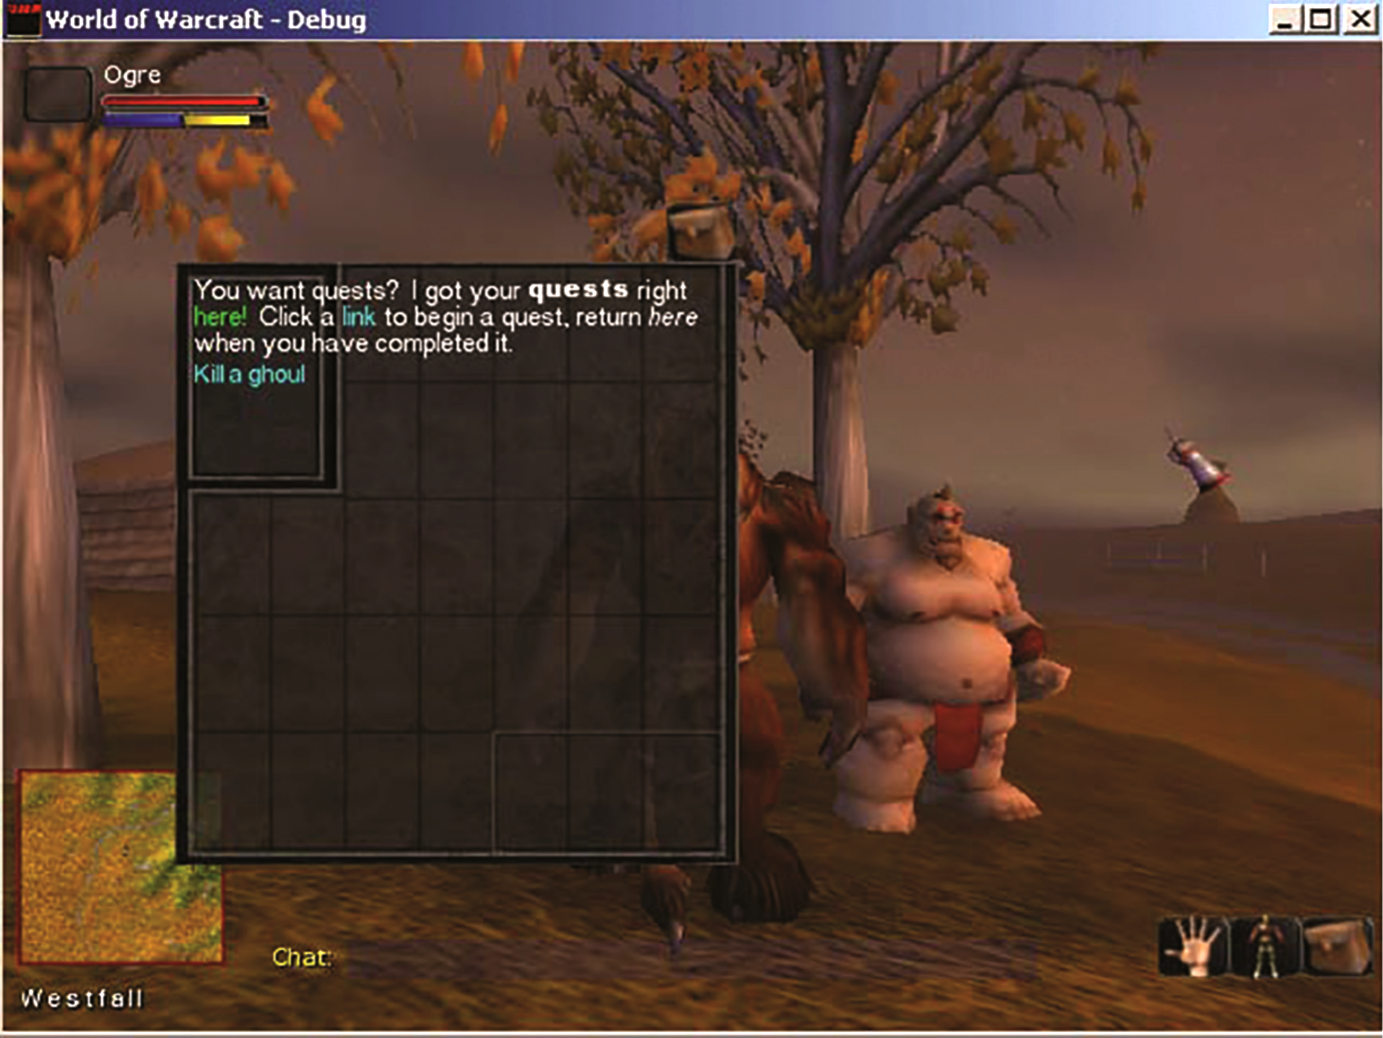 World of Warcraft - Debug
Ogre
You want quests? I got your quests right
here! Click a link to begin a quest, return here
when you have completed it.
Kill a ghoul
Chat:
Westfall